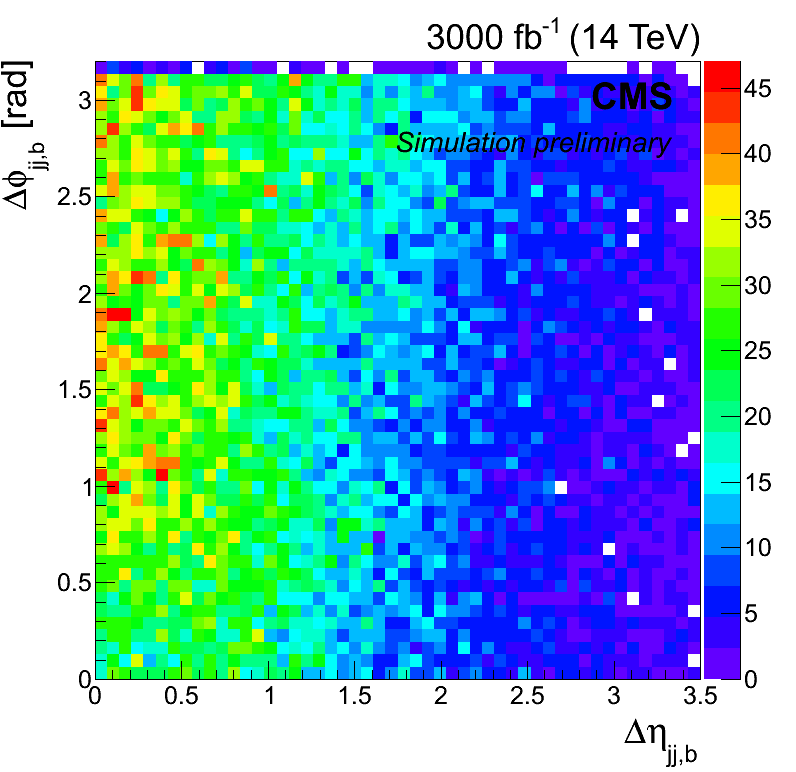 3000 fb⁻¹ (14 TeV)
CMS
Simulation preliminary
Δϕjj,b [rad]
3
2.5
2
1.5
1
0.5
0
0 0.5 1 1.5 2 2.5 3 3.5
Δηjj,b
45
40
35
30
25
20
15
10
5
0